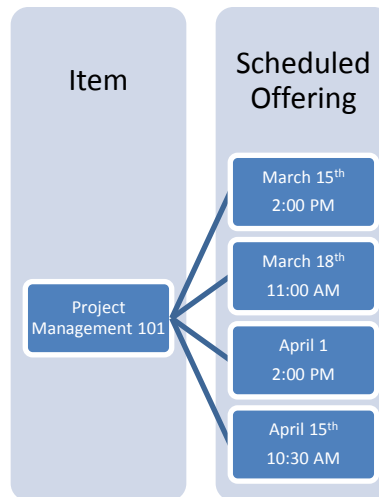 Item
Scheduled
Offering
March 15th
2:00 PM
March 18th
11:00 AM
Project
Management 101
April 1
2:00 PM
April 15th
10:30 AM